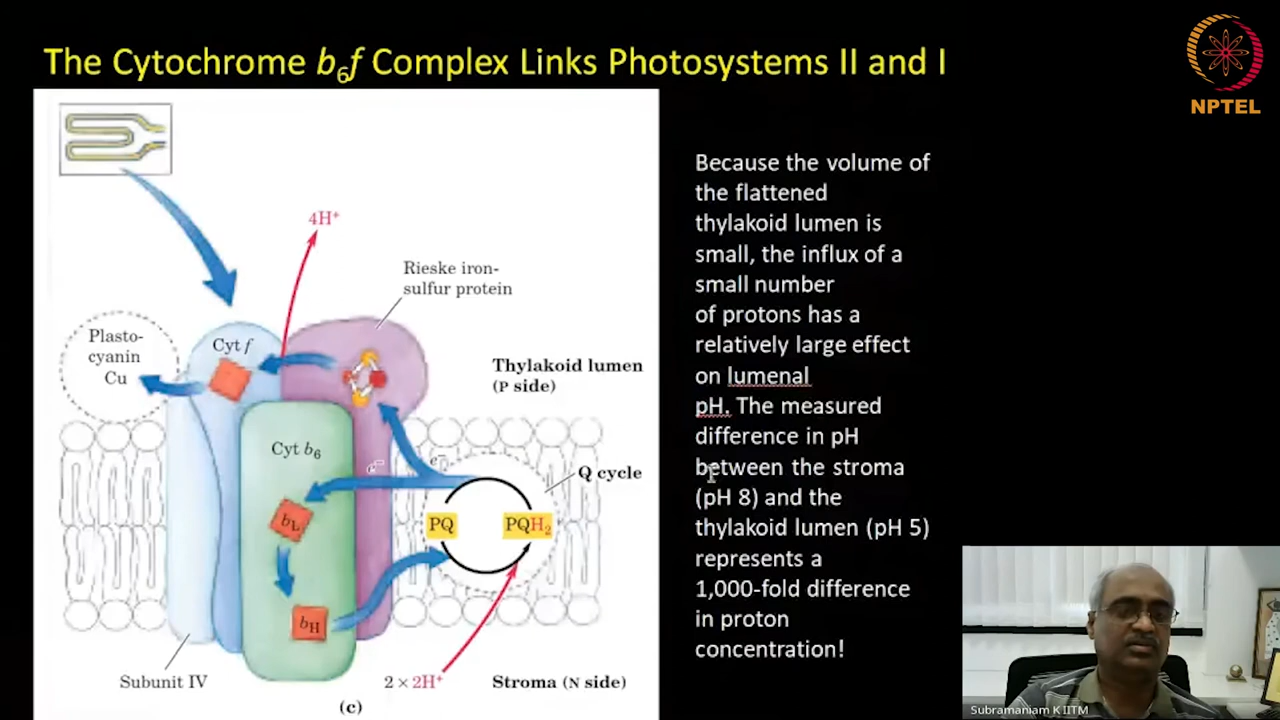 The Cytochrome b6f Complex Links Photosystems II and I
NPTEL
4H+
Rieske iron-
sulfur protein
Plasto-
cyanin
Cu
Cyt f
Thylakoid lumen
(P side)
Cyt b6
e-
e-
Q cycle
bL
PQ
PQH2
bH
Subunit IV
2 × 2H+
Stroma (N side)
(c)
Because the volume of
the flattened
thylakoid lumen is
small, the influx of a
small number
of protons has a
relatively large effect
on lumenal
pH. The measured
difference in pH
between the stroma
(pH 8) and the
thylakoid lumen (pH 5)
represents a
1,000-fold difference
in proton
concentration!
Subramaniam K IITM